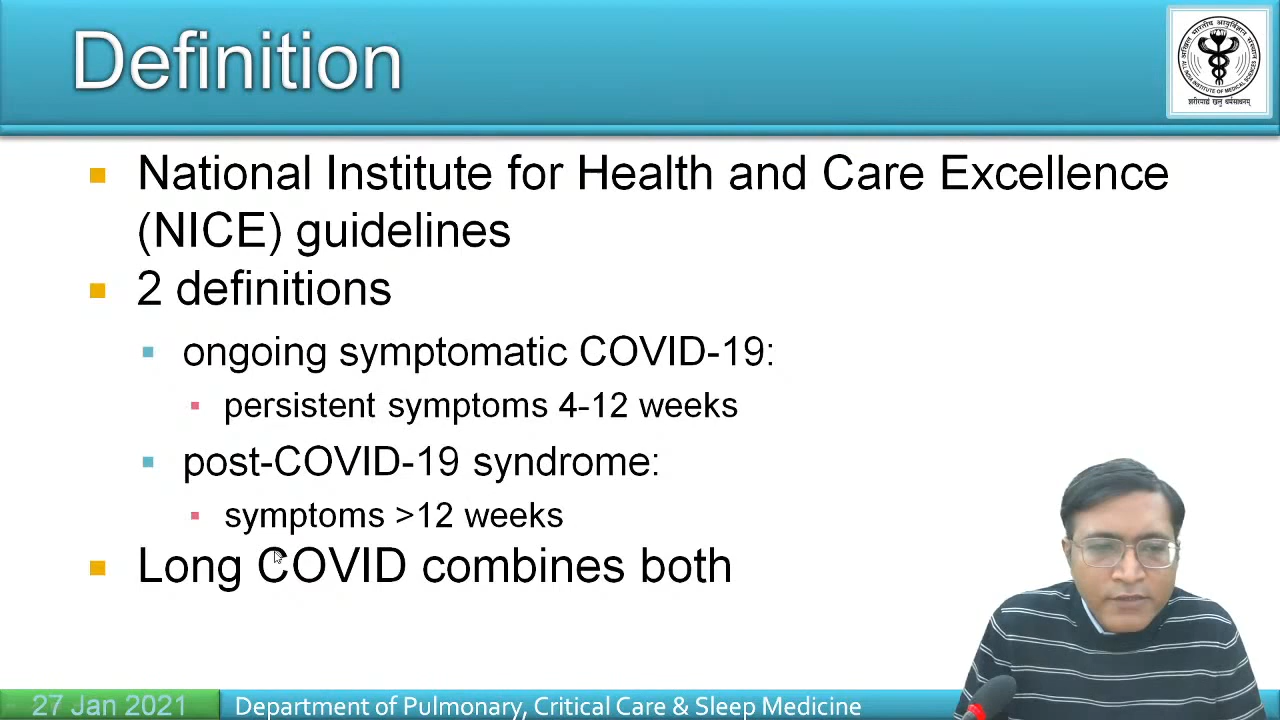 Definition
National Institute for Health and Care Excellence
(NICE) guidelines
2 definitions
ongoing symptomatic COVID-19:
persistent symptoms 4-12 weeks
post-COVID-19 syndrome:
symptoms >12 weeks
Long COVID combines both
27 Jan 2021
Department of Pulmonary, Critical Care & Sleep Medicine